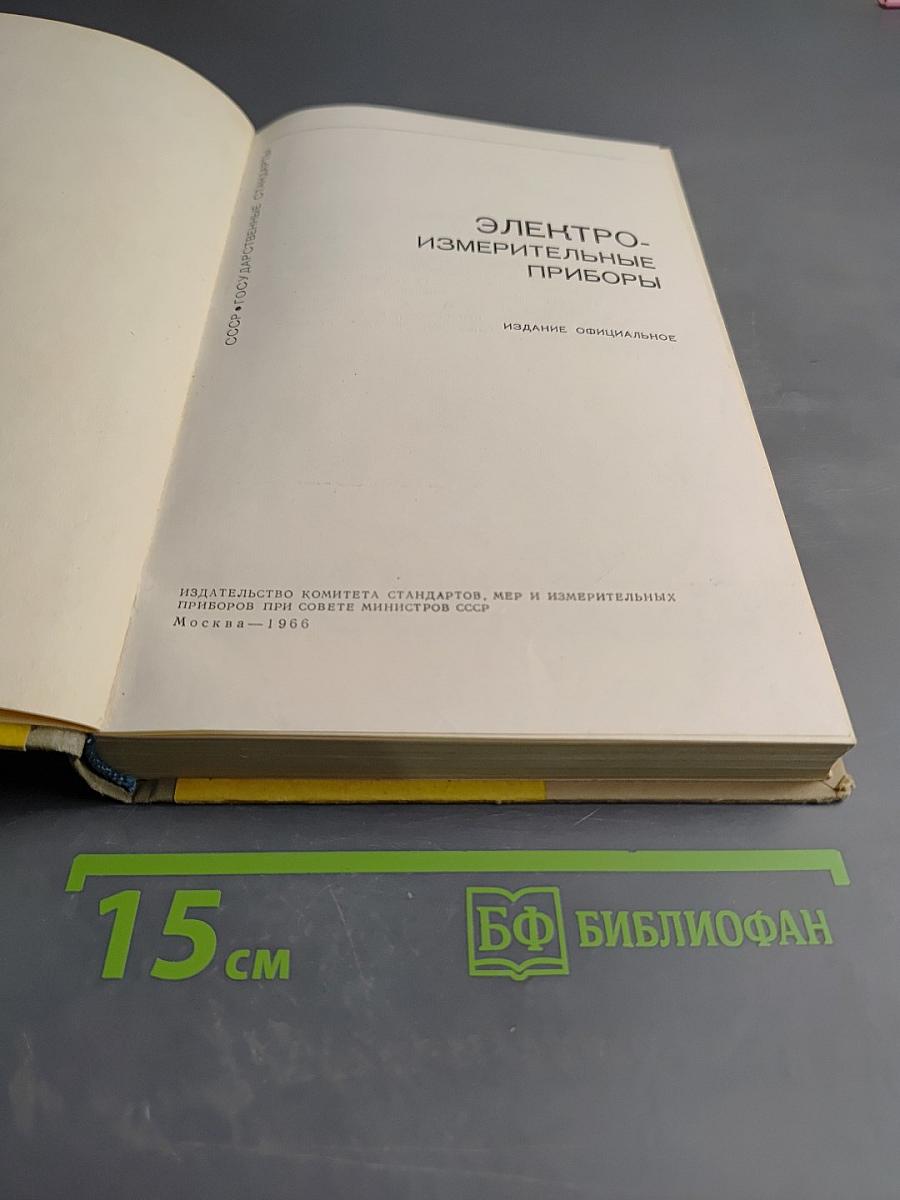 СССР • ГОСУДАРСТВЕННЫЕ СТАНДАРТЫ
ЭЛЕКТРО-
ИЗМЕРИТЕЛЬНЫЕ
ПРИБОРЫ
ИЗДАНИЕ ОФИЦИАЛЬНОЕ
ИЗДАТЕЛЬСТВО КОМИТЕТА СТАНДАРТОВ, МЕР И ИЗМЕРИТЕЛЬНЫХ
ПРИБОРОВ ПРИ СОВЕТЕ МИНИСТРОВ СССР
Москва—1966
15 см
БФ БИБЛИОФАН